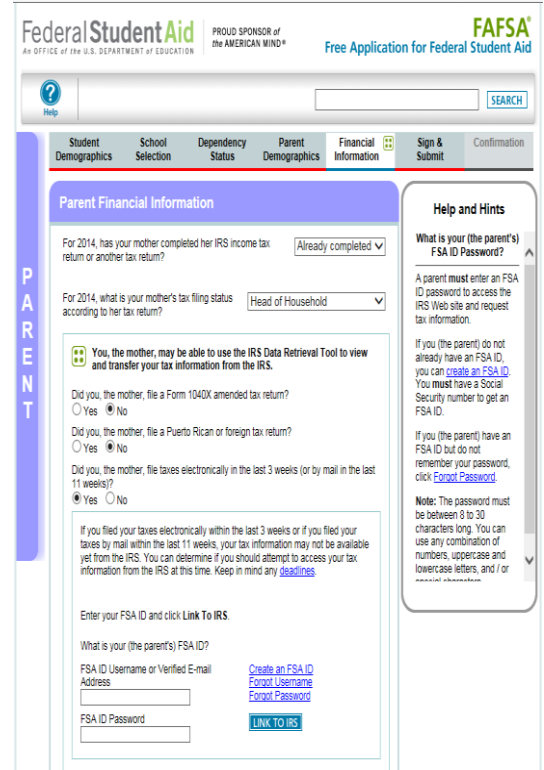 Federal Student Aid
An OFFICE of the U.S. DEPARTMENT of EDUCATION
PROUD SPONSOR of
the AMERICAN MIND®
FAFSA®
Free Application for Federal Student Aid
?
Help
SEARCH
Student Demographics
School Selection
Dependency Status
Parent Demographics
Financial Information
Sign & Submit
Confirmation
PARENT
Parent Financial Information
For 2014, has your mother completed her IRS income tax
return or another tax return?
Already completed
For 2014, what is your mother's tax filing status
according to her tax return?
Head of Household
You, the mother, may be able to use the IRS Data Retrieval Tool to view
and transfer your tax information from the IRS.
Did you, the mother, file a Form 1040X amended tax return?
Yes No
Did you, the mother, file a Puerto Rican or foreign tax return?
Yes No
Did you, the mother, file taxes electronically in the last 3 weeks (or by mail in the last
11 weeks)?
Yes No
If you filed your taxes electronically within the last 3 weeks or if you filed your
taxes by mail within the last 11 weeks, your tax information may not be available
yet from the IRS. You can determine if you should attempt to access your tax
information from the IRS at this time. Keep in mind any deadlines.
Enter your FSA ID and click Link To IRS.
What is your (the parent's) FSA ID?
FSA ID Username or Verified E-mail
Address
Create an FSA ID
Forgot Username
Forgot Password
FSA ID Password
LINK TO IRS
Help and Hints
What is your (the parent's)
FSA ID Password?
A parent must enter an FSA
ID password to access the
IRS Web site and request
tax information.
If you (the parent) do not
already have an FSA ID,
you can create an FSA ID.
You must have a Social
Security number to get an
FSA ID.
If you (the parent) have an
FSA ID but do not
remember your password,
click Forgot Password.
Note: The password must
be between 8 to 30
characters long. You can
use any combination of
numbers, uppercase and
lowercase letters, and / or
special characters